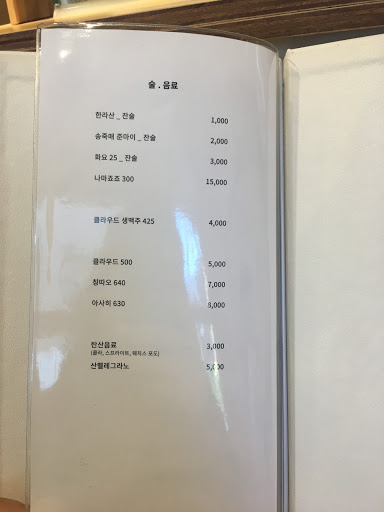 술 . 음료
한라산 _ 잔술 1,000
송죽매 준마이 _ 잔술 2,000
화요 25 _ 잔술 3,000
나마죠죠 300 15,000
클라우드 생맥주 425 4,000
클라우드 500 5,000
칭따오 640 7,000
아사히 630 8,000
탄산음료 3,000
(콜라, 스프라이트, 웰치스 포도)
산펠레그리노 5,000